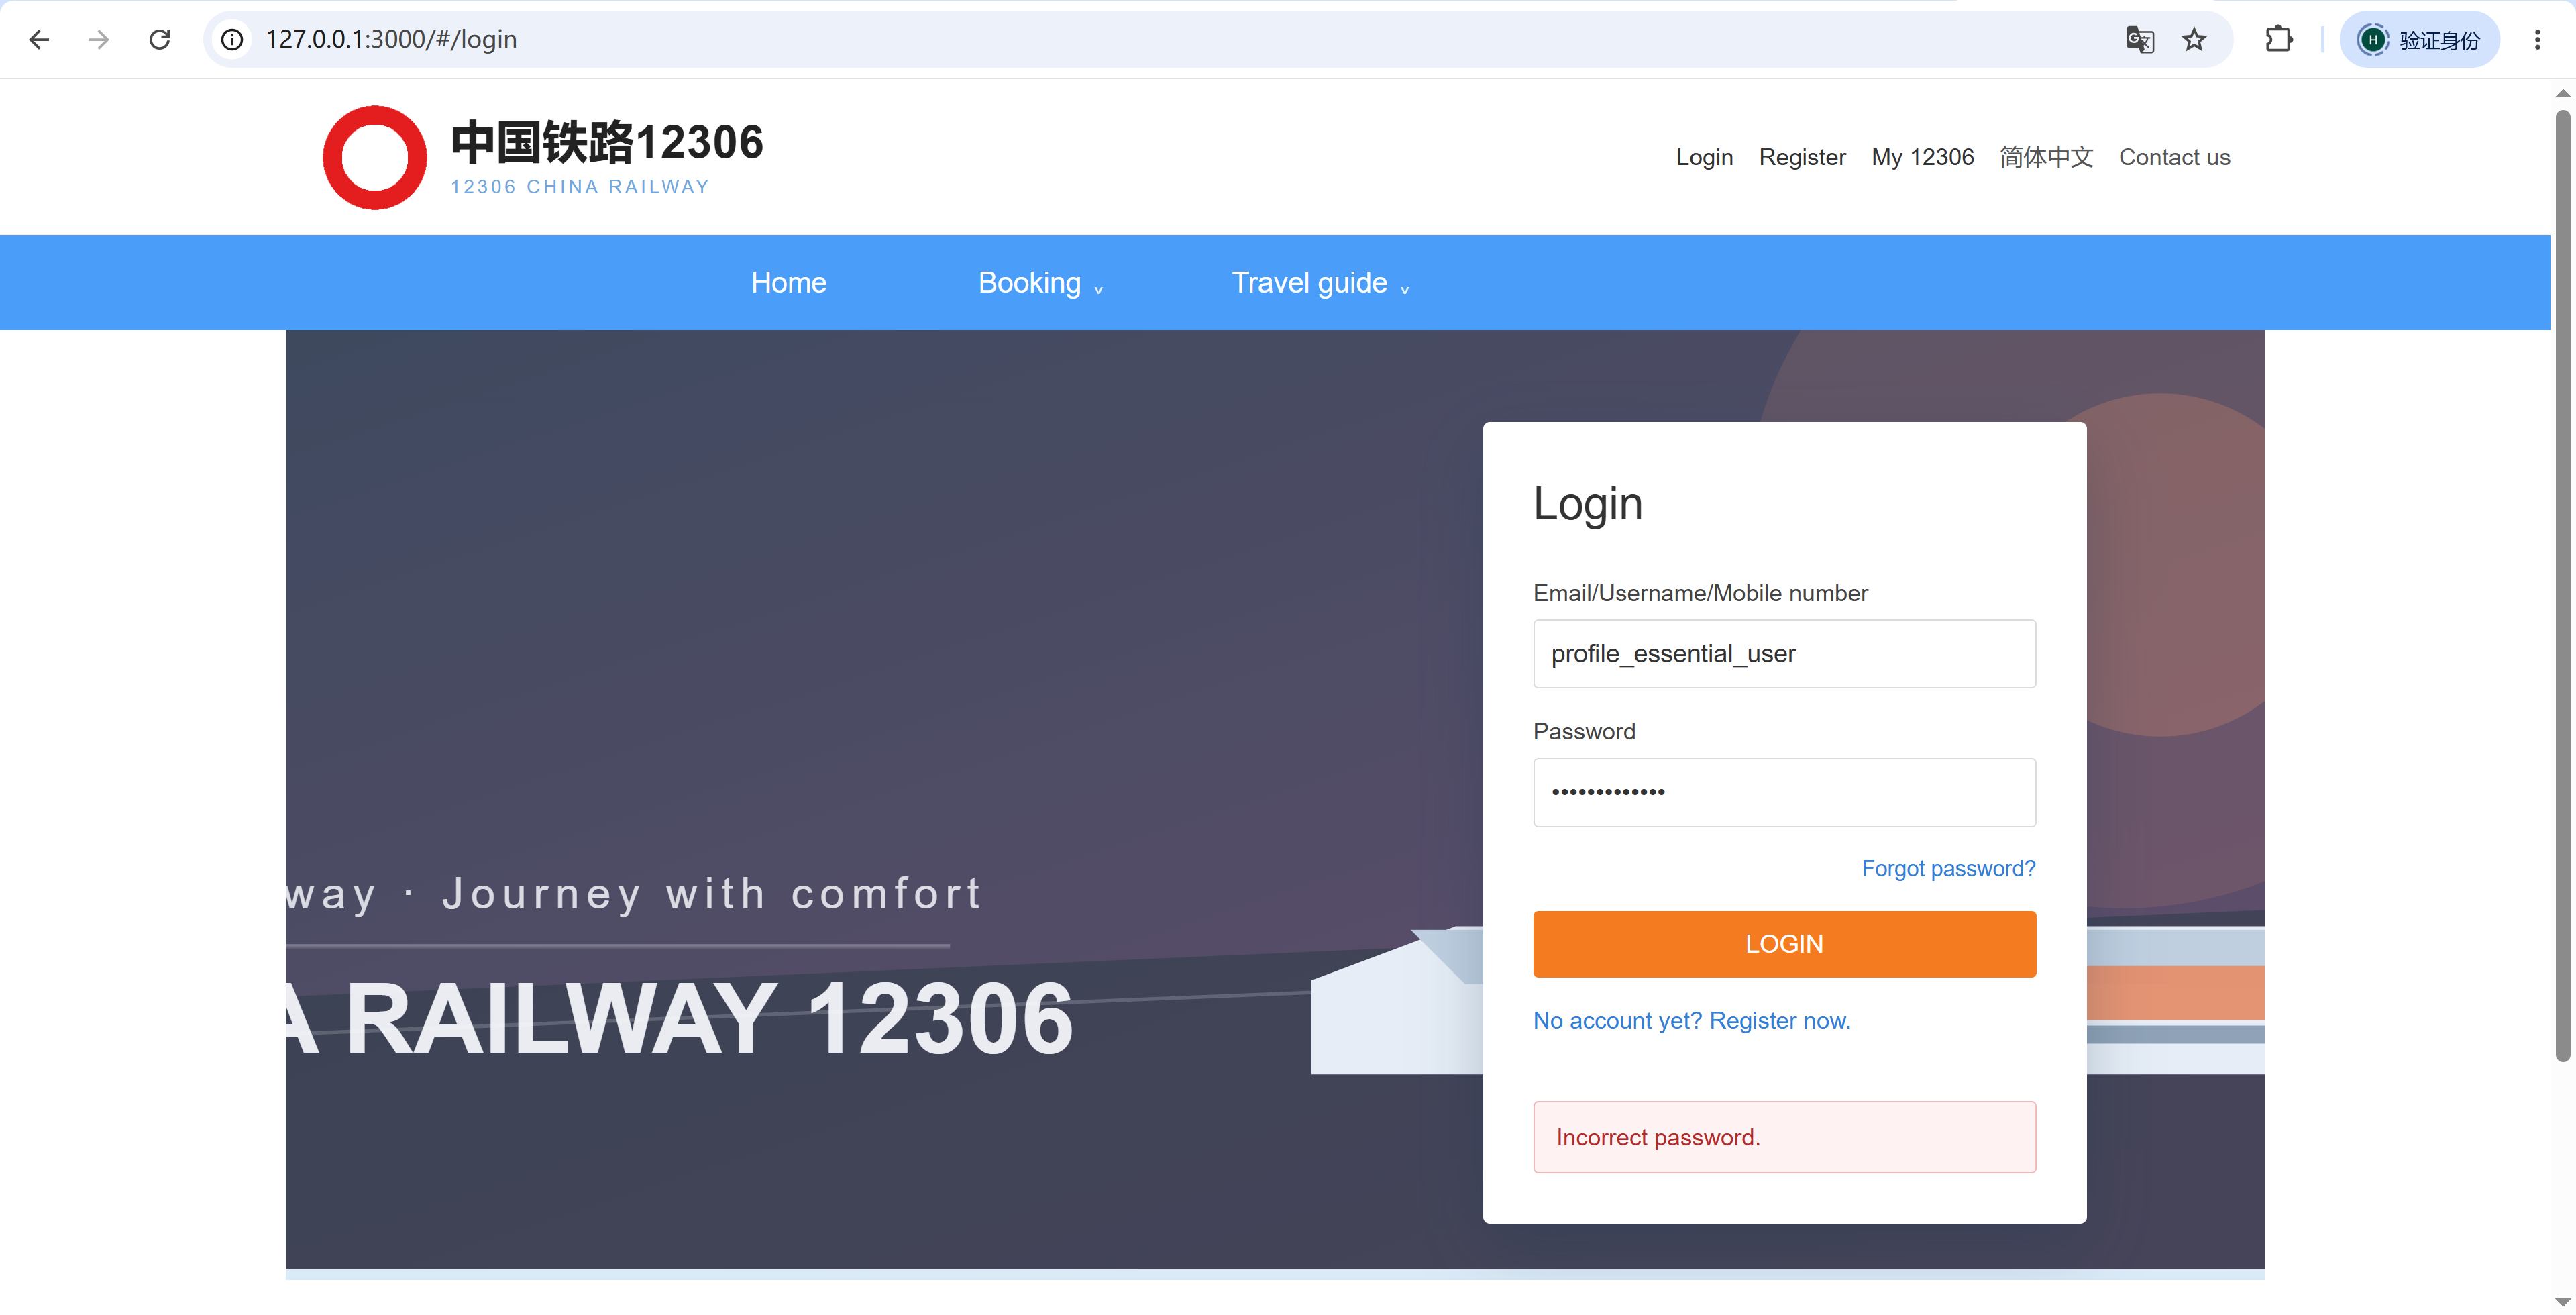 127.0.0.1:3000/#/login
验证身份
中国铁路12306
12306 CHINA RAILWAY
Login Register My 12306 简体中文 Contact us
Home Booking Travel guide
Login
Email/Username/Mobile number
profile_essential_user
Password
•••••••••••••
Forgot password?
LOGIN
No account yet? Register now.
Incorrect password.
way · Journey with comfort
A RAILWAY 12306